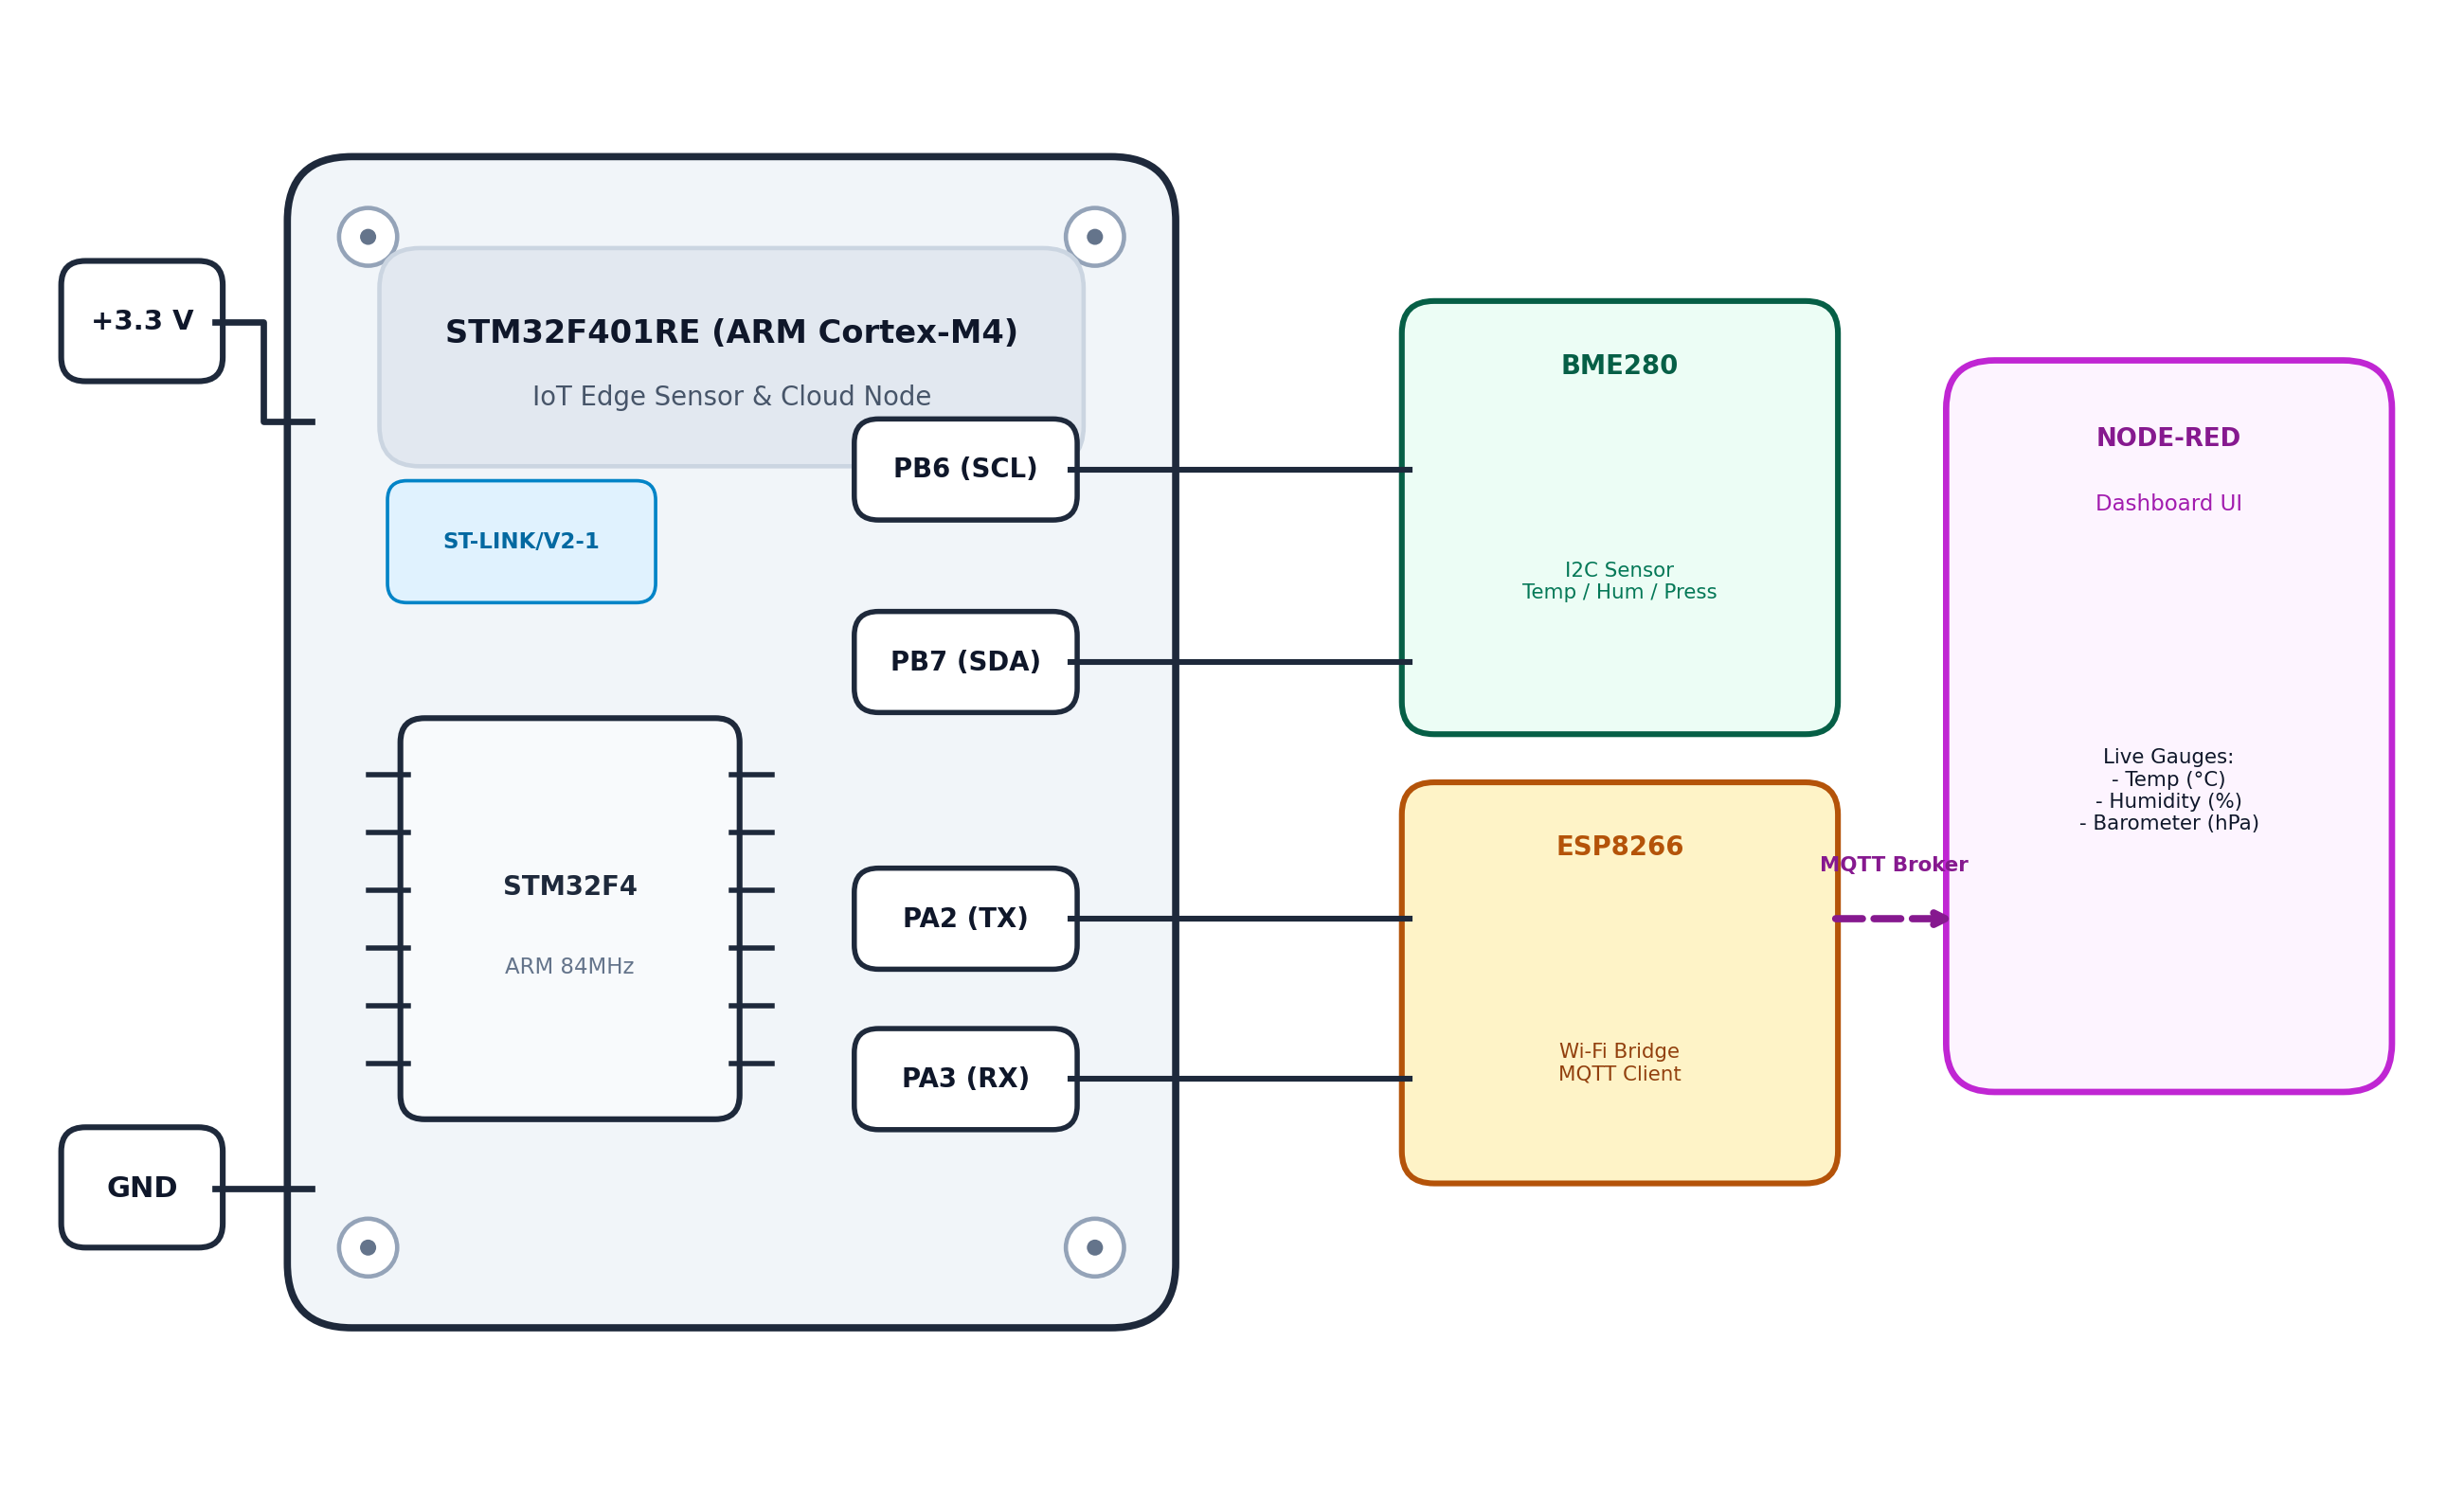 +3.3 V
GND
STM32F401RE (ARM Cortex-M4)
IoT Edge Sensor & Cloud Node
ST-LINK/V2-1
STM32F4
ARM 84MHz
PB6 (SCL)
PB7 (SDA)
PA2 (TX)
PA3 (RX)
BME280
I2C Sensor
Temp / Hum / Press
ESP8266
Wi-Fi Bridge
MQTT Client
MQTT Broker
NODE-RED
Dashboard UI
Live Gauges:
- Temp (°C)
- Humidity (%)
- Barometer (hPa)